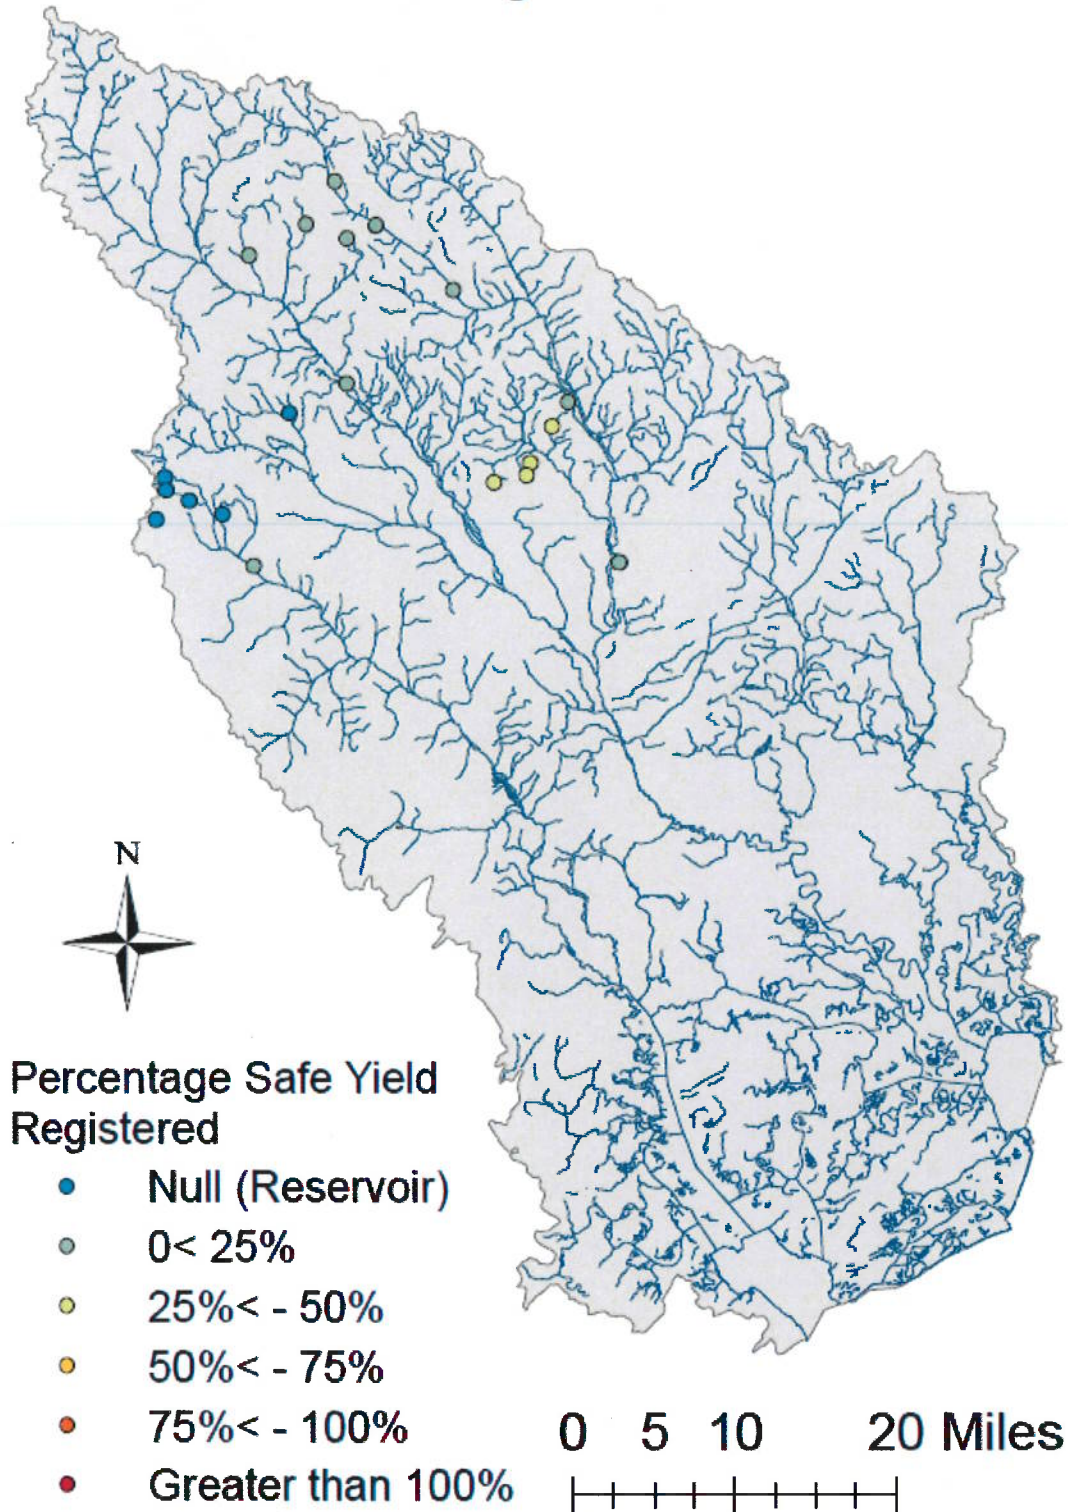 N
Percentage Safe Yield
Registered
Null (Reservoir)
0< 25%
25%< - 50%
50%< - 75%
75%< - 100%
Greater than 100%
0 5 10 20 Miles